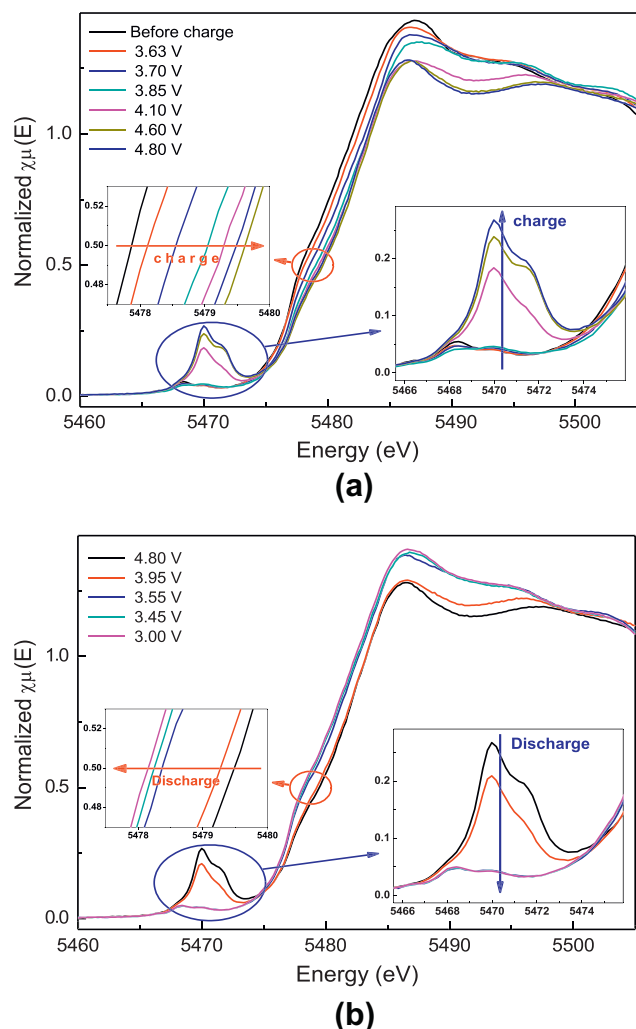 Before charge
3.63 V
3.70 V
3.85 V
4.10 V
4.60 V
4.80 V
Normalized χμ(E)
1.0
0.5
0.0
0.52
0.50
0.48
charge
5478 5479 5480
charge
0.2
0.1
0.0
5466 5468 5470 5472 5474
5460 5470 5480 5490 5500
Energy (eV)
(a)
4.80 V
3.95 V
3.55 V
3.45 V
3.00 V
Normalized χμ(E)
1.0
0.5
0.0
0.52
0.50
0.48
Discharge
5478 5479 5480
Discharge
0.2
0.1
0.0
5466 5468 5470 5472 5474
5460 5470 5480 5490 5500
Energy (eV)
(b)